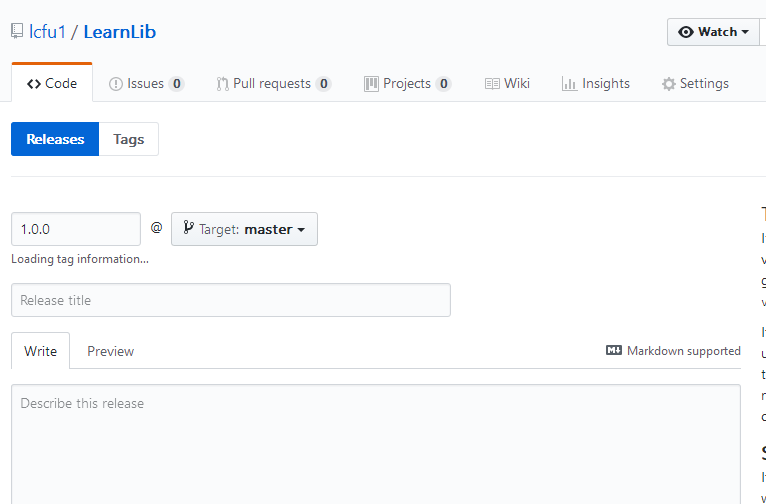 lcfu1 / LearnLib
Watch
Code Issues 0 Pull requests 0 Projects 0 Wiki Insights Settings
Releases Tags
1.0.0 @ Target: master
Loading tag information...
Release title
Write Preview Markdown supported
Describe this release